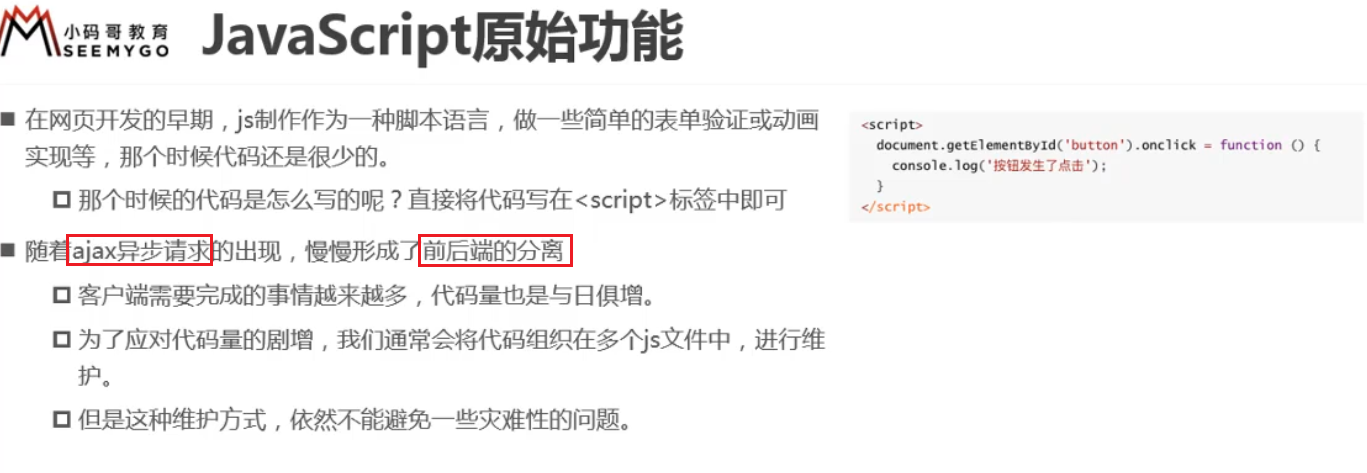 小码哥教育
SEEMYGO
JavaScript原始功能
在网页开发的早期，js制作作为一种脚本语言，做一些简单的表单验证或动画
实现等，那个时候代码还是很少的。
那个时候的代码是怎么写的呢？直接将代码写在<script>标签中即可
随着ajax异步请求的出现，慢慢形成了前后端的分离
客户端需要完成的事情越来越多，代码量也是与日俱增。
为了应对代码量的剧增，我们通常会将代码组织在多个js文件中，进行维
护。
但是这种维护方式，依然不能避免一些灾难性的问题。
<script>
document.getElementById('button').onclick = function () {
console.log('按钮发生了点击');
}
</script>